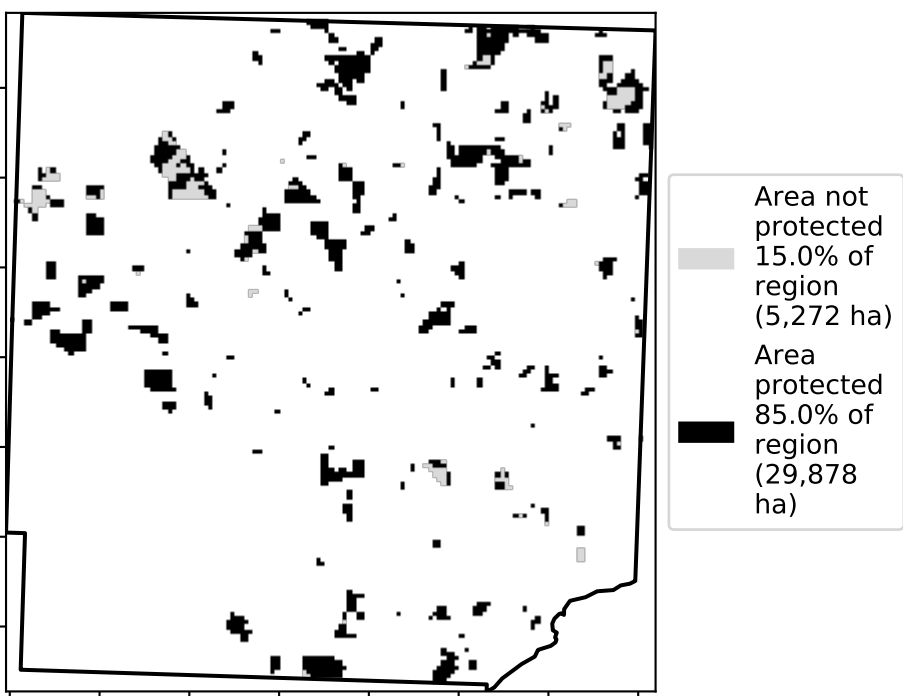 Area not
protected
15.0% of
region
(5,272 ha)
Area
protected
85.0% of
region
(29,878
ha)